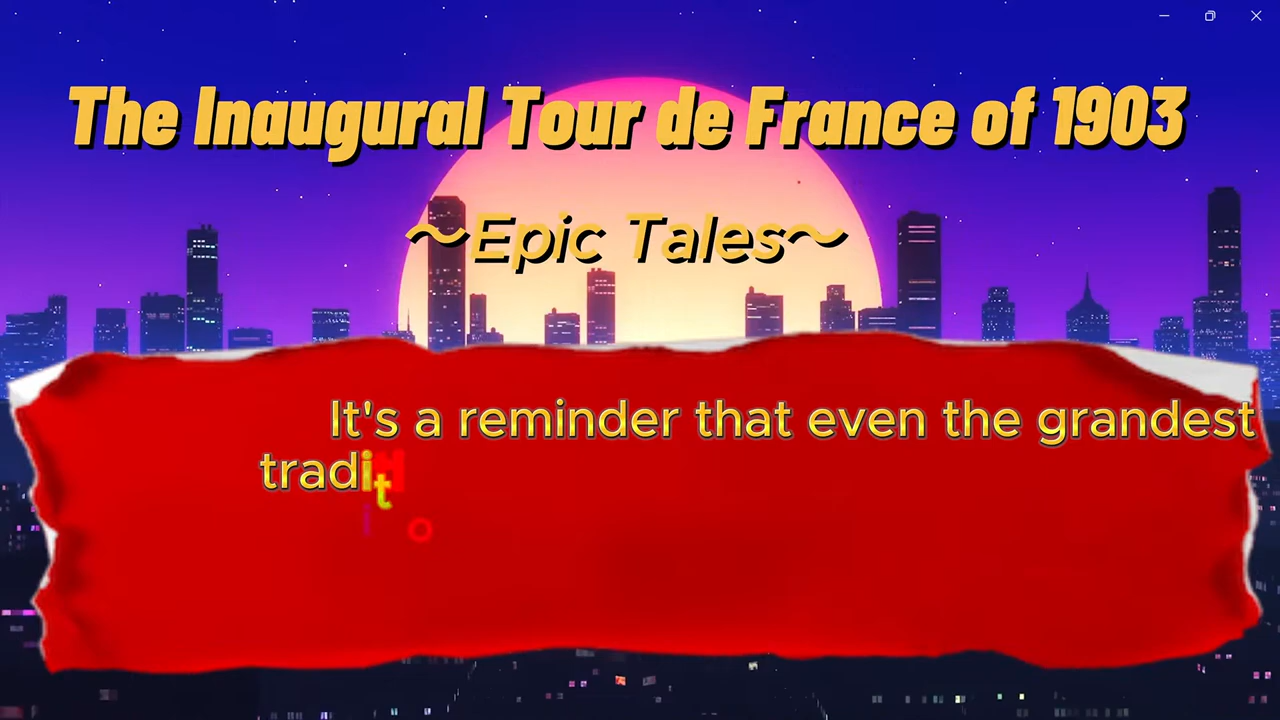 The Inaugural Tour de France of 1903
~Epic Tales~
It's a reminder that even the grandest
tradit